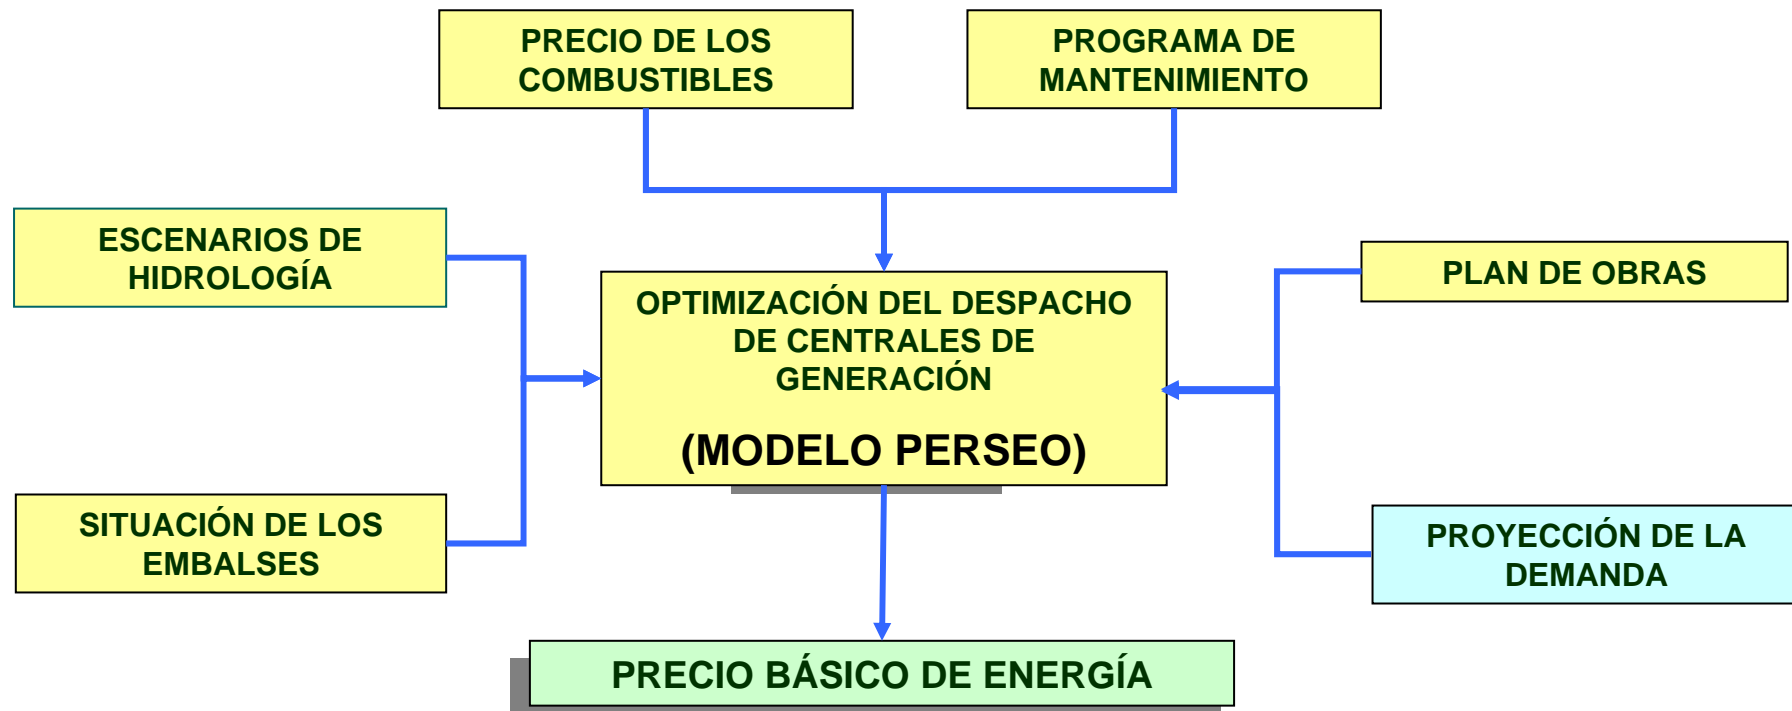 PRECIO DE LOS
COMBUSTIBLES
PROGRAMA DE
MANTENIMIENTO
ESCENARIOS DE
HIDROLOGÍA
PLAN DE OBRAS
OPTIMIZACIÓN DEL DESPACHO
DE CENTRALES DE
GENERACIÓN
(MODELO PERSEO)
SITUACIÓN DE LOS
EMBALSES
PROYECCIÓN DE LA
DEMANDA
PRECIO BÁSICO DE ENERGÍA